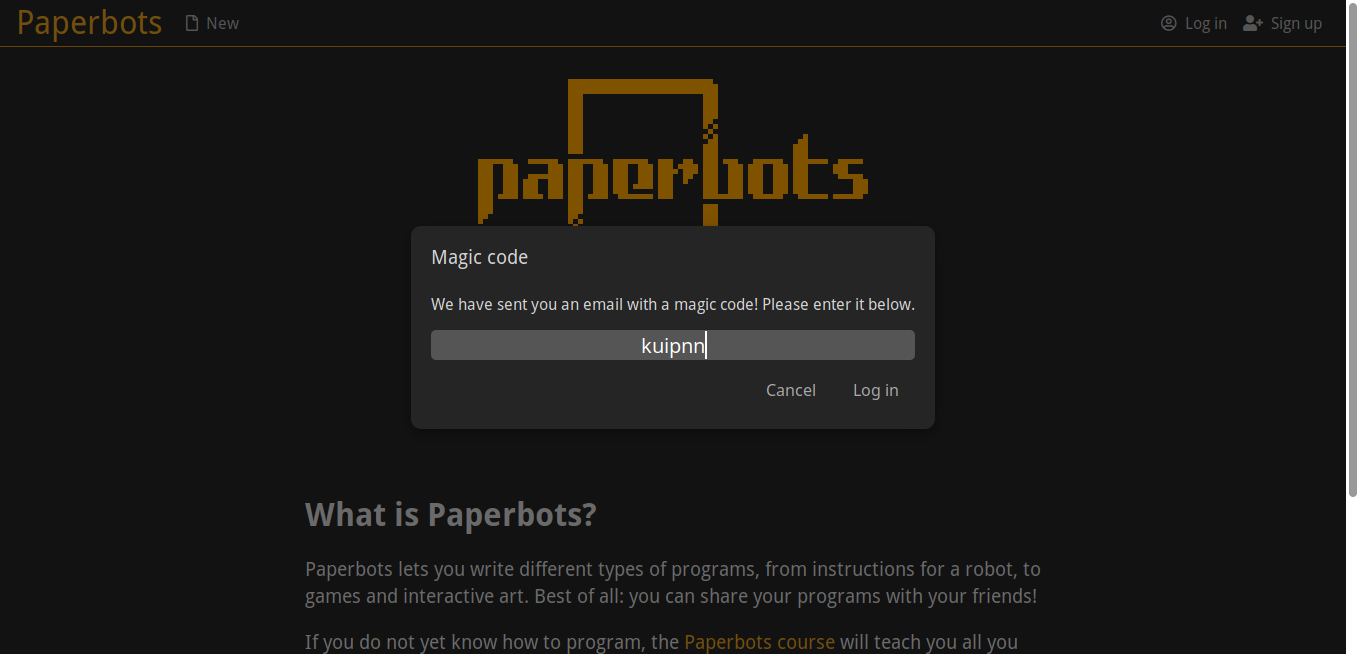 Paperbots New Log in Sign up
paperbots
Magic code
We have sent you an email with a magic code! Please enter it below.
kuipnn
Cancel Log in
What is Paperbots?
Paperbots lets you write different types of programs, from instructions for a robot, to
games and interactive art. Best of all: you can share your programs with your friends!
If you do not yet know how to program, the Paperbots course will teach you all you